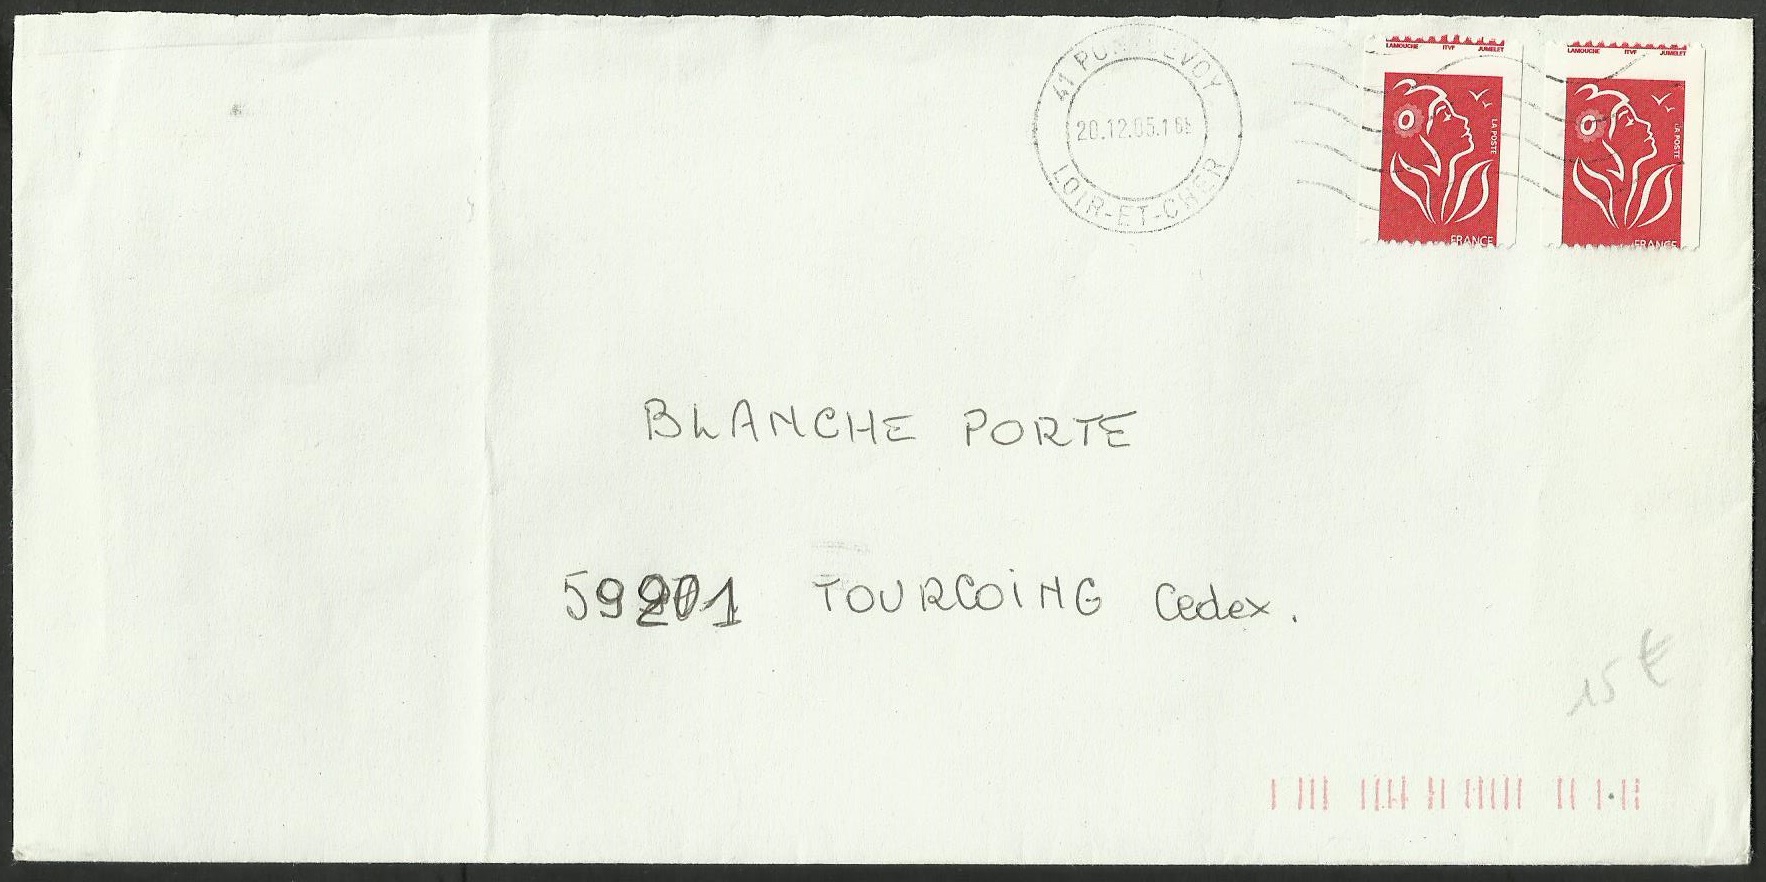 41 PONTLEVOY
20.12.05.
LOIR-ET-CHER
LAMOUCHE ITVF JUMELET
LA POSTE
FRANCE
LAMOUCHE ITVF JUMELET
LA POSTE
FRANCE
BLANCHE PORTE
59201 TOURCOING Cedex.
15 €